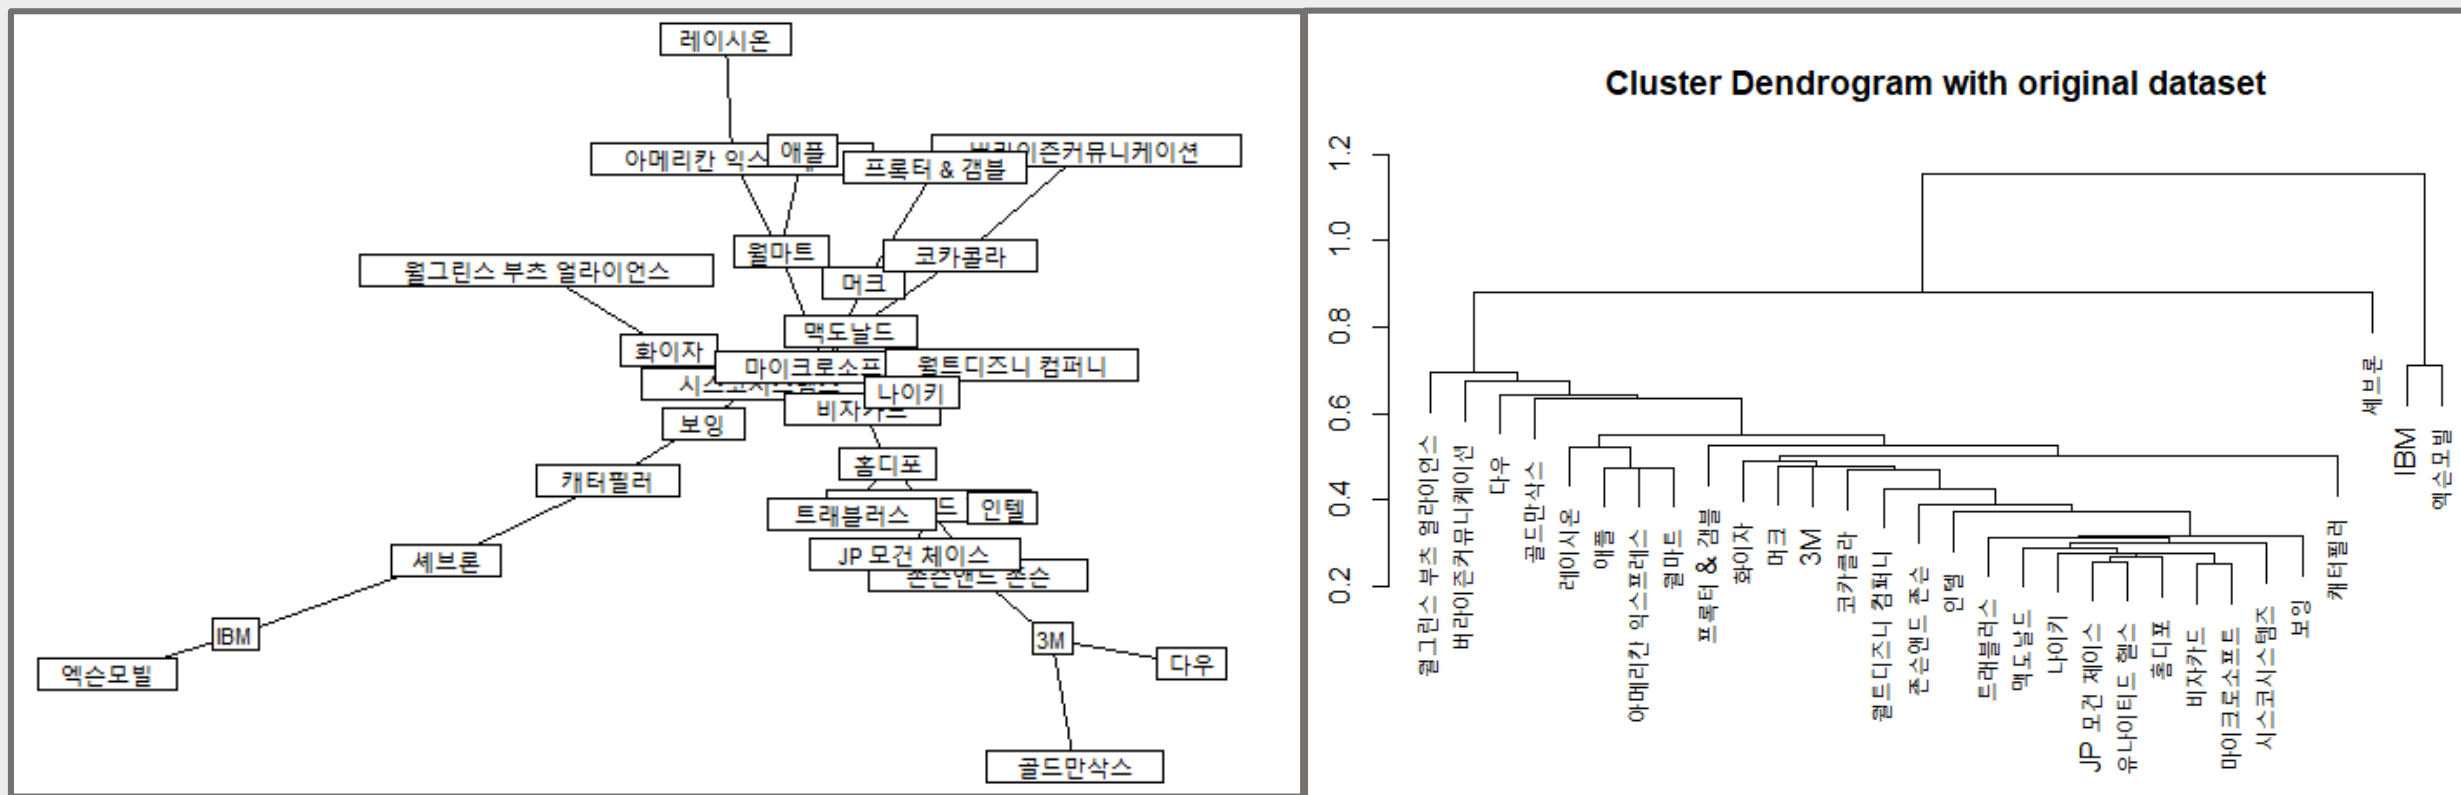 레이시온
아메리칸 익스
애플
프록터 & 갬블
버라이즌커뮤니케이션
월마트
코카콜라
월그린스 부츠 얼라이언스
머크
맥도날드
화이자
마이크로소프
월트디즈니 컴퍼니
시스코시스템즈
나이키
비자카드
보잉
홈디포
캐터필러
트래블러스
드
인텔
JP 모건 체이스
존슨앤드 존슨
셰브론
IBM
3M
엑슨모빌
다우
골드만삭스
Cluster Dendrogram with original dataset
1.2
1.0
0.8
0.6
0.4
0.2
월그린스 부츠 얼라이언스
버라이즌커뮤니케이션
다우
골드만삭스
레이시온
애플
아메리칸 익스프레스
월마트
프록터 & 갬블
화이자
머크
3M
코카콜라
월트디즈니 컴퍼니
존슨앤드 존슨
인텔
트래블러스
맥도날드
나이키
JP 모건 체이스
유나이티드 헬스
홈디포
비자카드
마이크로소프트
시스코시스템즈
보잉
캐터필러
셰브론
IBM
엑슨모빌